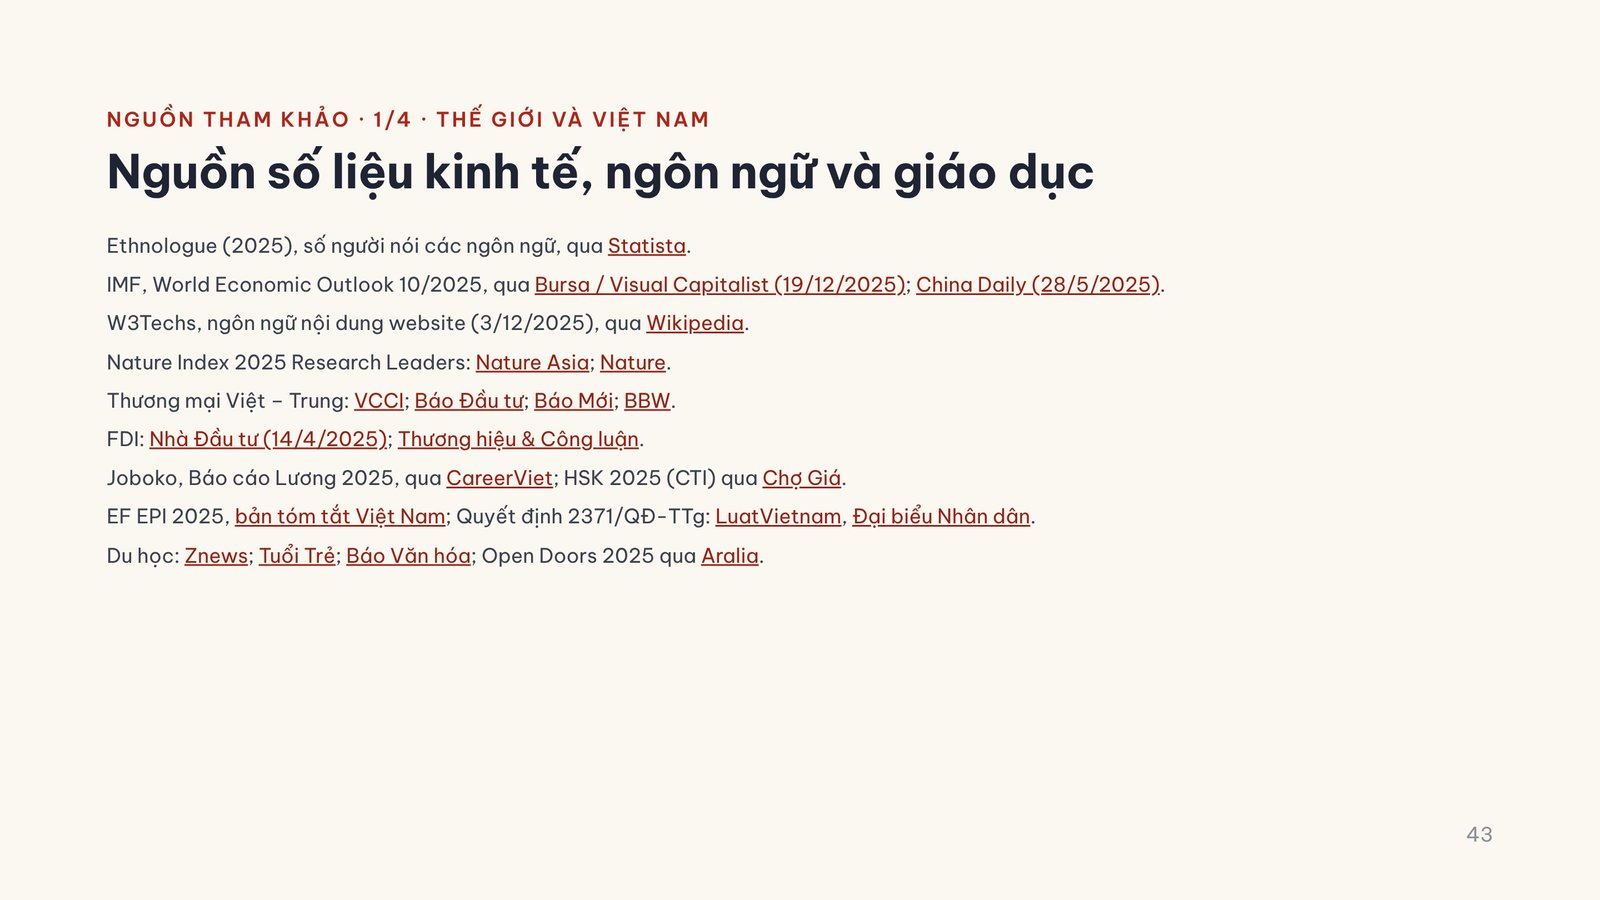 NGUỒN THAM KHẢO · 1/4 · THẾ GIỚI VÀ VIỆT NAM
Nguồn số liệu kinh tế, ngôn ngữ và giáo dục
Ethnologue (2025), số người nói các ngôn ngữ, qua Statista.
IMF, World Economic Outlook 10/2025, qua Bursa / Visual Capitalist (19/12/2025); China Daily (28/5/2025).
W3Techs, ngôn ngữ nội dung website (3/12/2025), qua Wikipedia.
Nature Index 2025 Research Leaders: Nature Asia; Nature.
Thương mại Việt – Trung: VCCI; Báo Đầu tư; Báo Mới; BBW.
FDI: Nhà Đầu tư (14/4/2025); Thương hiệu & Công luận.
Joboko, Báo cáo Lương 2025, qua CareerViet; HSK 2025 (CTI) qua Chợ Giá.
EF EPI 2025, bản tóm tắt Việt Nam; Quyết định 2371/QĐ-TTg: LuatVietnam, Đại biểu Nhân dân.
Du học: Znews; Tuổi Trẻ; Báo Văn hóa; Open Doors 2025 qua Aralia.
43